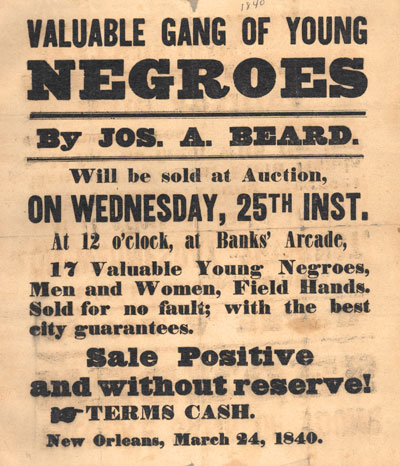 1840
VALUABLE GANG OF YOUNG
NEGROES
By JOS. A. BEARD.
Will be sold at Auction,
ON WEDNESDAY, 25TH INST.
At 12 o'clock, at Banks' Arcade,
17 Valuable Young Negroes,
Men and Women, Field Hands.
Sold for no fault; with the best
city guarantees.
Sale Positive
and without reserve!
☛TERMS CASH.
New Orleans, March 24, 1840.